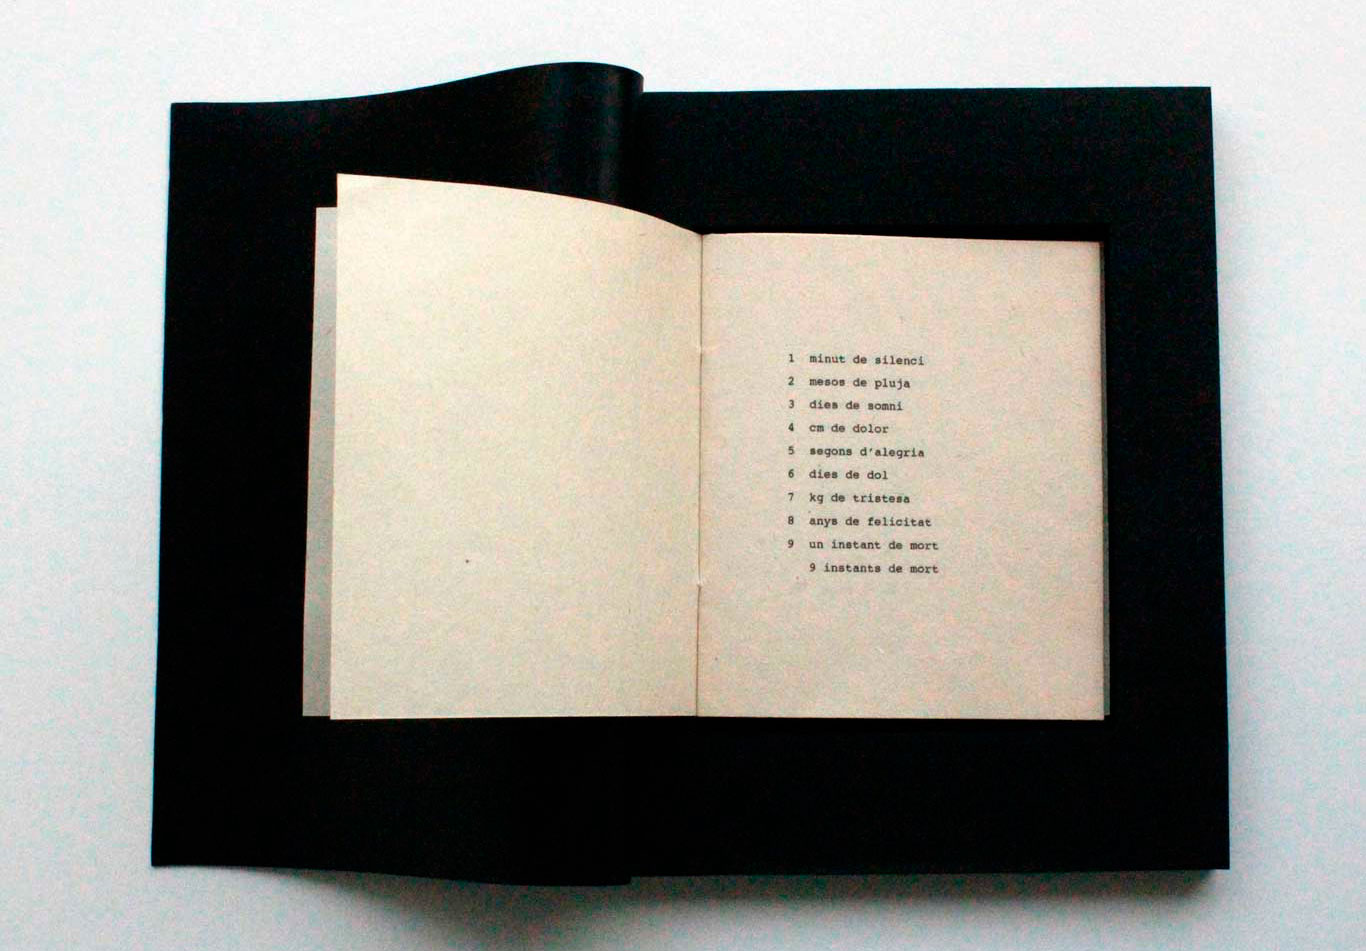 1 minut de silenci
2 mesos de pluja
3 dies de somni
4 cm de dolor
5 segons d'alegria
6 dies de dol
7 kg de tristesa
8 anys de felicitat
9 un instant de mort
9 instants de mort